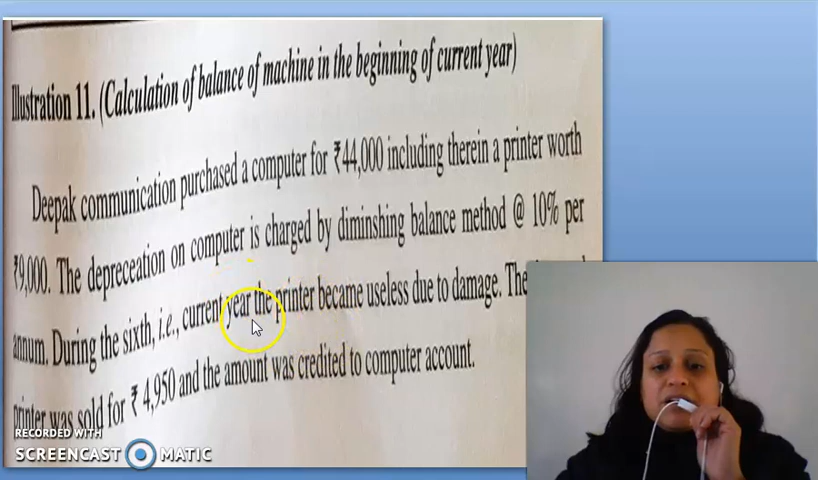 Illustration 11. (Calculation of balance of machine in the beginning of current year)
Deepak communication purchased a computer for ₹44,000 including therein a printer worth
₹9,000. The depreceation on computer is charged by diminshing balance method @ 10% per
annum. During the sixth, i.e., current year the printer became useless due to damage. The
printer was sold for ₹ 4,950 and the amount was credited to computer account.
RECORDED WITH
SCREENCAST MATIC